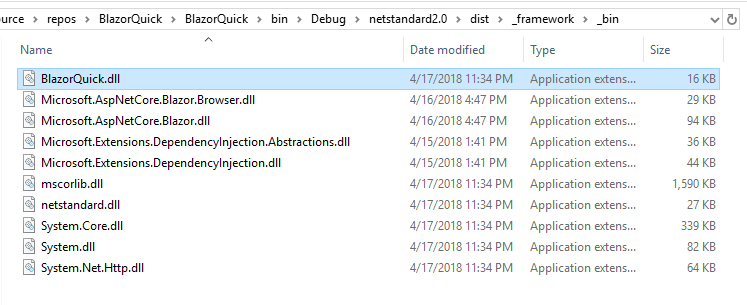 ource > repos > BlazorQuick > BlazorQuick > bin > Debug > netstandard2.0 > dist > _framework > _bin
Name Date modified Type Size
BlazorQuick.dll 4/17/2018 11:34 PM Application extens... 16 KB
Microsoft.AspNetCore.Blazor.Browser.dll 4/16/2018 4:47 PM Application extens... 29 KB
Microsoft.AspNetCore.Blazor.dll 4/16/2018 4:47 PM Application extens... 94 KB
Microsoft.Extensions.DependencyInjection.Abstractions.dll 4/15/2018 1:41 PM Application extens... 36 KB
Microsoft.Extensions.DependencyInjection.dll 4/15/2018 1:41 PM Application extens... 44 KB
mscorlib.dll 4/17/2018 11:34 PM Application extens... 1,590 KB
netstandard.dll 4/17/2018 11:34 PM Application extens... 27 KB
System.Core.dll 4/17/2018 11:34 PM Application extens... 339 KB
System.dll 4/17/2018 11:34 PM Application extens... 82 KB
System.Net.Http.dll 4/17/2018 11:34 PM Application extens... 64 KB